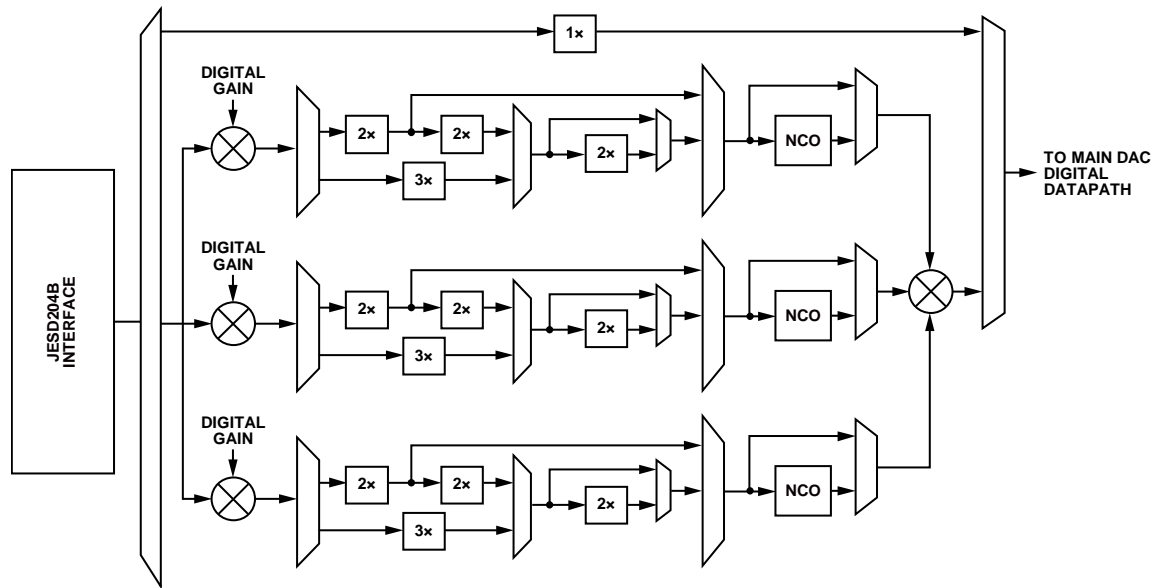 1×
DIGITAL
GAIN
2×
2×
2×
3×
NCO
TO MAIN DAC
DIGITAL
DATAPATH
JESD204B
INTERFACE
DIGITAL
GAIN
2×
2×
2×
3×
NCO
DIGITAL
GAIN
2×
2×
2×
3×
NCO